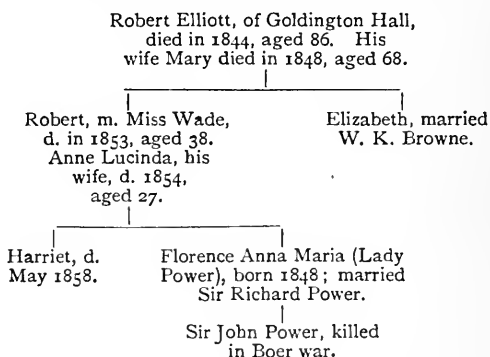 Robert Elliott, of Goldington Hall,
died in 1844, aged 86. His
wife Mary died in 1848, aged 68.
Robert, m. Miss Wade,
d. in 1853, aged 38.
Anne Lucinda, his
wife, d. 1854,
aged 27.
Elizabeth, married
W. K. Browne.
Harriet, d.
May 1858.
Florence Anna Maria (Lady
Power), born 1848; married
Sir Richard Power.
Sir John Power, killed
in Boer war.